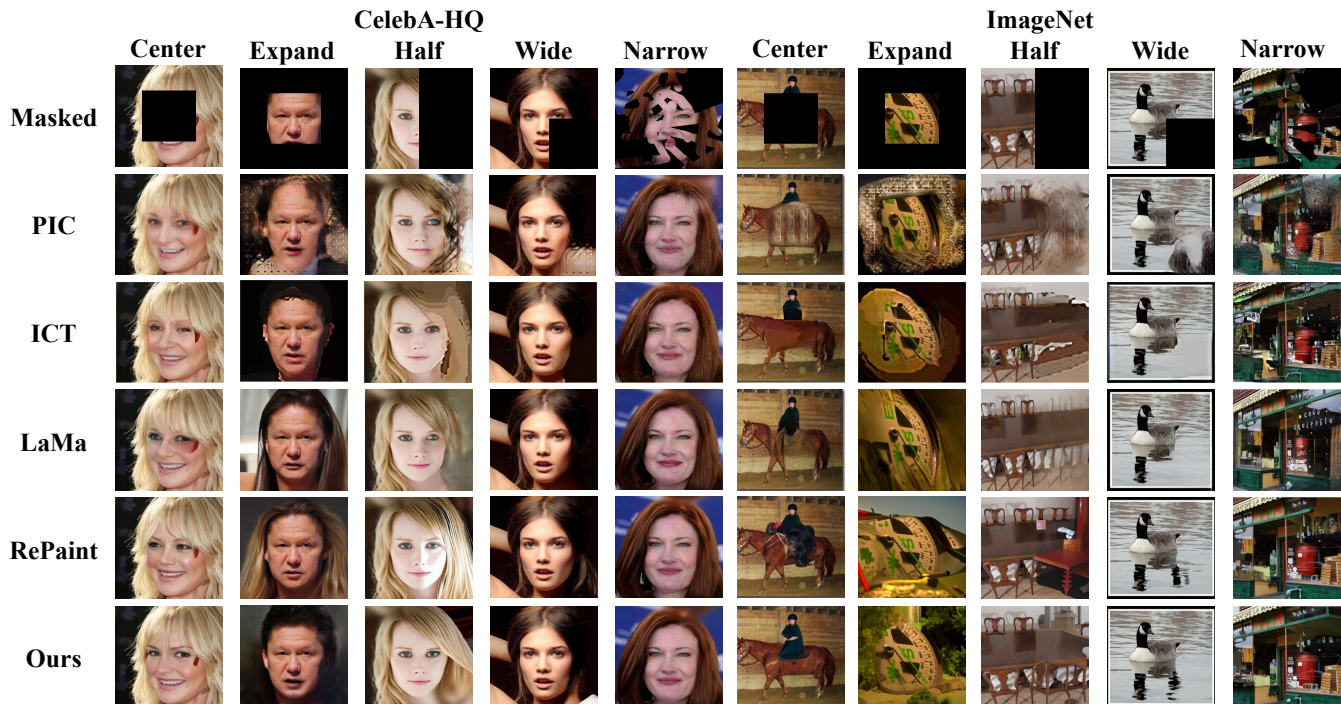 CelebA-HQ ImageNet
Center Expand Half Wide Narrow Center Expand Half Wide Narrow
Masked
PIC
ICT
LaMa
RePaint
Ours